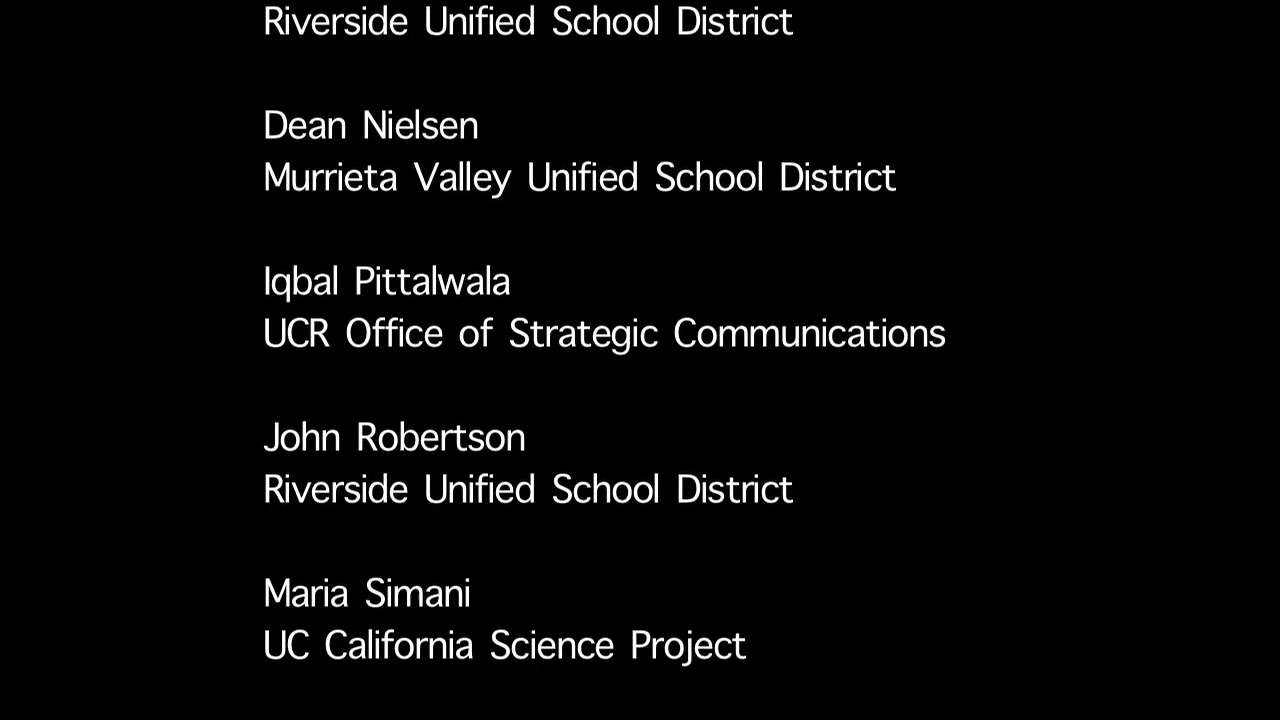 Riverside Unified School District
Dean Nielsen
Murrieta Valley Unified School District
Iqbal Pittalwala
UCR Office of Strategic Communications
John Robertson
Riverside Unified School District
Maria Simani
UC California Science Project